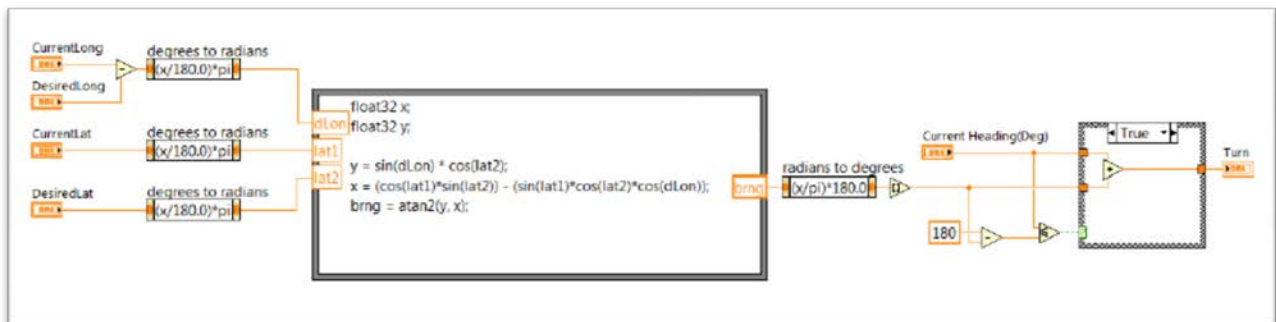 CurrentLong
DesiredLong
degrees to radians
(x/180.0)*pi
CurrentLat
degrees to radians
(x/180.0)*pi
DesiredLat
degrees to radians
(x/180.0)*pi
dLon
lat1
lat2
float32 x;
float32 y;
y = sin(dLon) * cos(lat2);
x = (cos(lat1)*sin(lat2)) - (sin(lat1)*cos(lat2)*cos(dLon));
brng = atan2(y, x);
brng
radians to degrees
(x/pi)*180.0
Current Heading(Deg)
180
True
Turn